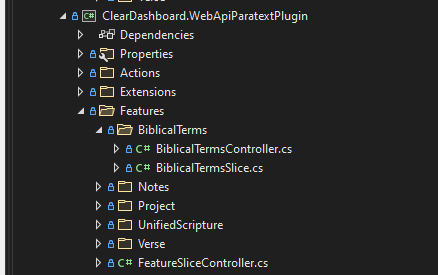 ClearDashboard.WebApiParatextPlugin
Dependencies
Properties
Actions
Extensions
Features
BiblicalTerms
C# BiblicalTermsController.cs
C# BiblicalTermsSlice.cs
Notes
Project
UnifiedScripture
Verse
C# FeatureSliceController.cs